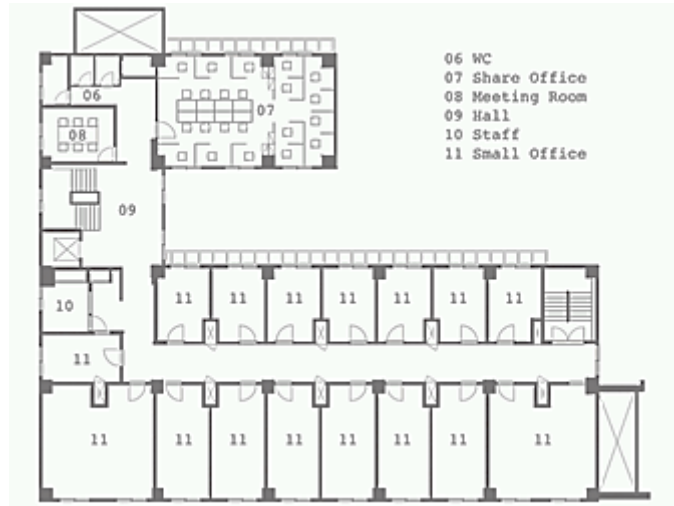 06 WC
07 Share Office
08 Meeting Room
09 Hall
10 Staff
11 Small Office
06
07
08
09
10
11 11 11 11 11 11 11
11
11 11 11 11 11 11 11 11